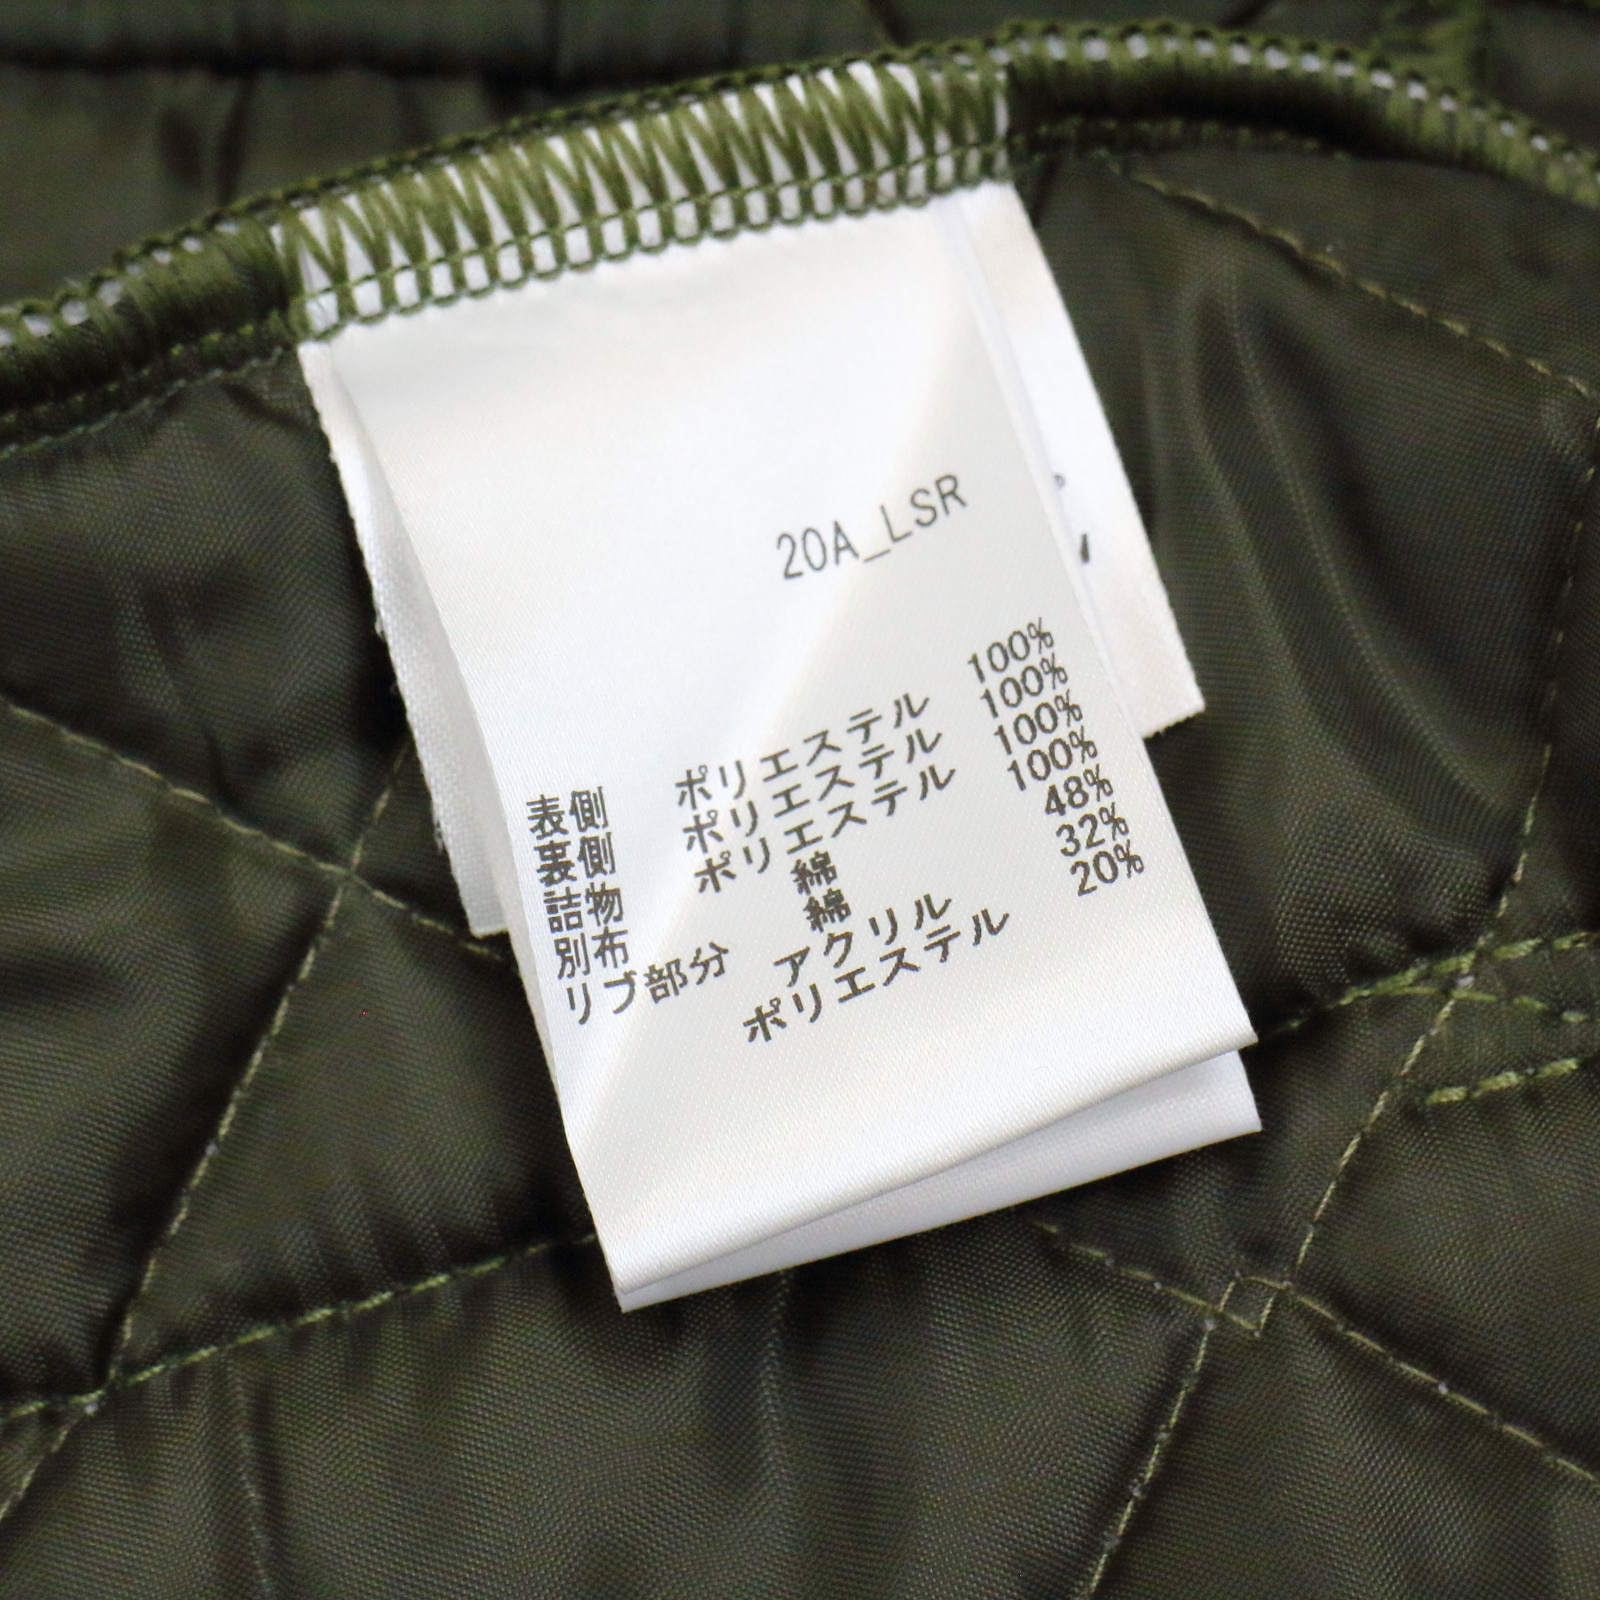 20A_LSR
表側 ポリエステル 100%
裏側 ポリエステル 100%
詰物 ポリエステル 100%
別布 綿 100%
リブ部分 綿 48%
アクリル 32%
ポリエステル 20%